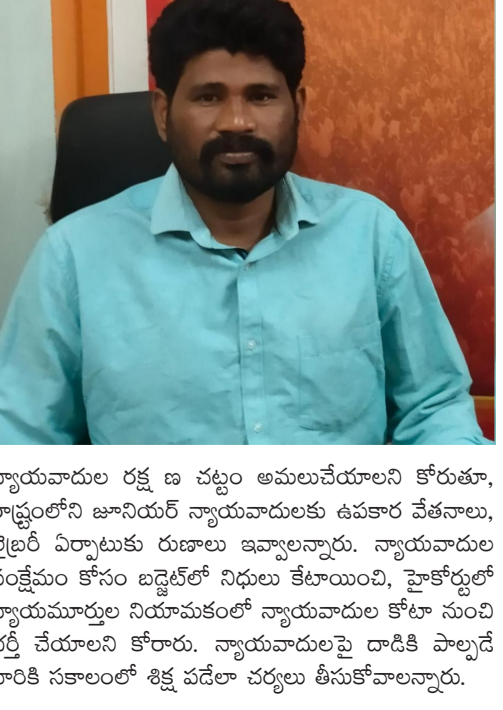 న్యాయవాదుల రక్ష ణ చట్టం అమలుచేయాలని కోరుతూ,
రాష్ట్రంలోని జూనియర్ న్యాయవాదులకు ఉపకార వేతనాలు,
లైబ్రరీ ఏర్పాటుకు రుణాలు ఇవ్వాలన్నారు. న్యాయవాదుల
సంక్షేమం కోసం బడ్జెట్‌లో నిధులు కేటాయించి, హైకోర్టులో
న్యాయమూర్తుల నియామకంలో న్యాయవాదుల కోటా నుంచి
భర్తీ చేయాలని కోరారు. న్యాయవాదులపై దాడికి పాల్పడే
వారికి సకాలంలో శిక్ష పడేలా చర్యలు తీసుకోవాలన్నారు.